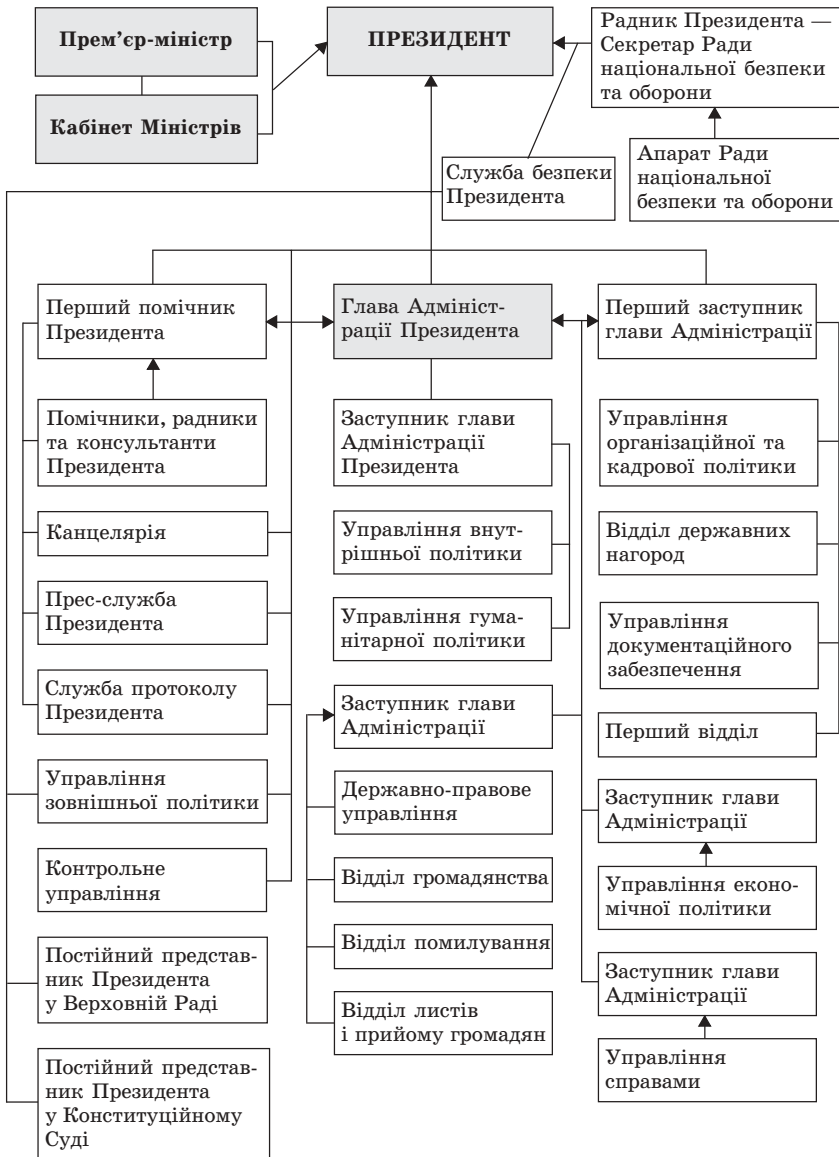 Прем’єр-міністр
Кабінет Міністрів
ПРЕЗИДЕНТ
Радник Президента —
Секретар Ради
національної безпеки
та оборони
Апарат Ради
національної
безпеки та оборони
Служба безпеки
Президента
Перший помічник
Президента
Глава Адмініст-
рації Президента
Перший заступник
глави Адміністрації
Помічники, радники
та консультанти
Президента
Канцелярія
Прес-служба
Президента
Служба протоколу
Президента
Управління
зовнішньої політики
Контрольне
управління
Постійний представ-
ник Президента
у Верховній Раді
Постійний представ-
ник Президента
у Конституційному
Суді
Заступник глави
Адміністрації
Президента
Управління внут-
рішньої політики
Управління гума-
нітарної політики
Заступник глави
Адміністрації
Державно-правове
управління
Відділ громадянства
Відділ помилування
Відділ листів
і прийому громадян
Управління
організаційної та
кадрової політики
Відділ державних
нагород
Управління
документаційного
забезпечення
Перший відділ
Заступник глави
Адміністрації
Управління еконо-
мічної політики
Заступник глави
Адміністрації
Управління
справами